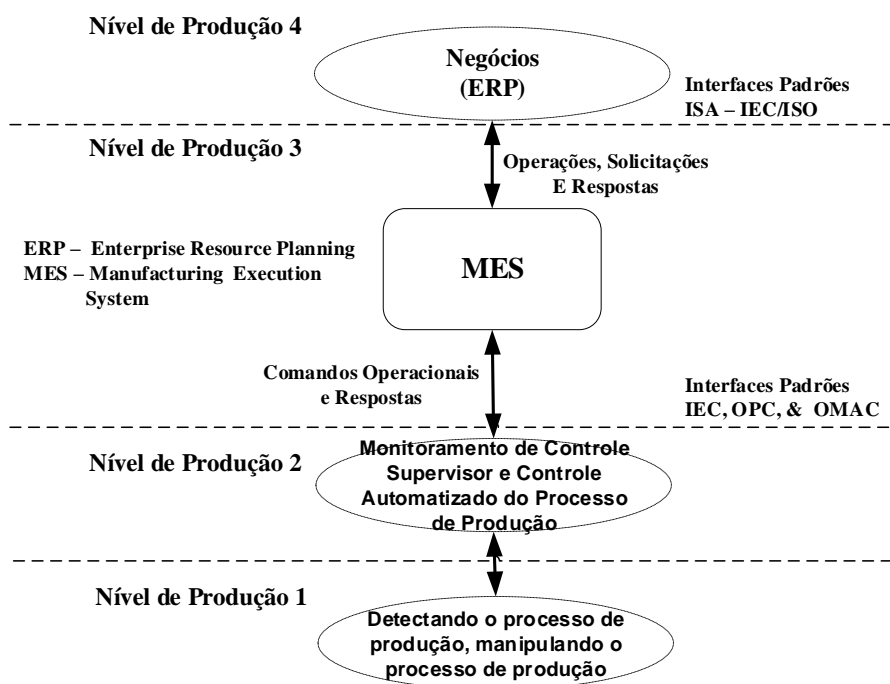 Nível de Produção 4
Negócios
(ERP)
Interfaces Padrões
ISA – IEC/ISO
Nível de Produção 3
Operações, Solicitações
E Respostas
ERP – Enterprise Resource Planning
MES – Manufacturing Execution
System
MES
Comandos Operacionais
e Respostas
Interfaces Padrões
IEC, OPC, & OMAC
Nível de Produção 2
Monitoramento de Controle
Supervisor e Controle
Automatizado do Processo
de Produção
Nível de Produção 1
Detectando o processo de
produção, manipulando o
processo de produção